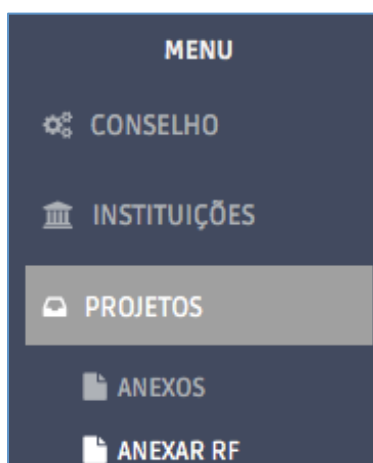 MENU
CONSELHO
INSTITUIÇÕES
PROJETOS
ANEXOS
ANEXAR RF